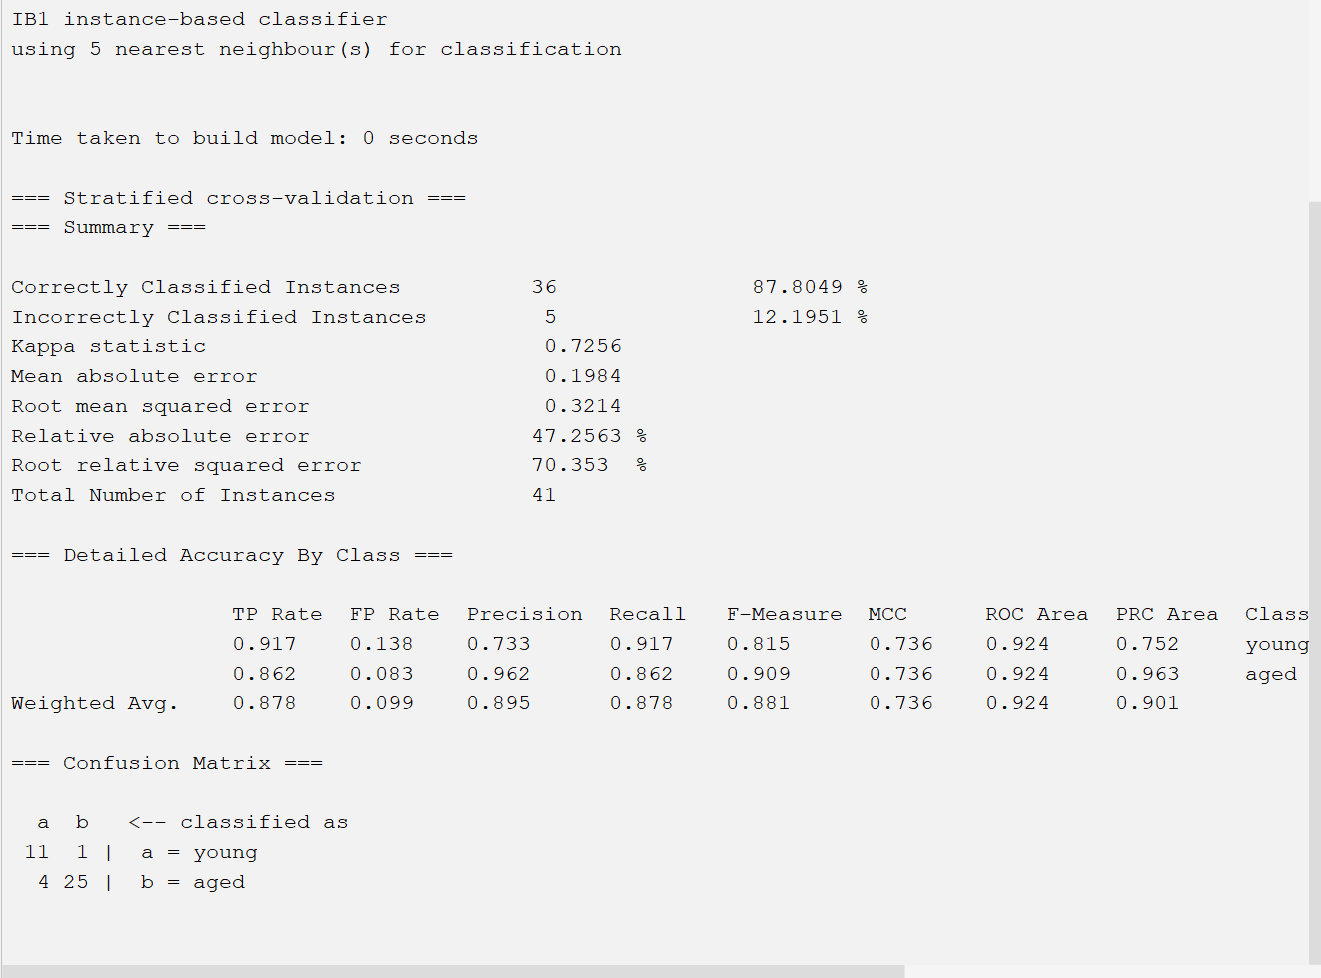 IB1 instance-based classifier
using 5 nearest neighbour(s) for classification
Time taken to build model: 0 seconds
=== Stratified cross-validation ===
=== Summary ===
Correctly Classified Instances          36               87.8049 %
Incorrectly Classified Instances         5               12.1951 %
Kappa statistic                          0.7256
Mean absolute error                      0.1984
Root mean squared error                  0.3214
Relative absolute error                 47.2563 %
Root relative squared error             70.353  %
Total Number of Instances               41
=== Detailed Accuracy By Class ===
                 TP Rate  FP Rate  Precision  Recall   F-Measure  MCC      ROC Area  PRC Area  Class
                 0.917    0.138    0.733      0.917    0.815      0.736    0.924     0.752     young
                 0.862    0.083    0.962      0.862    0.909      0.736    0.924     0.963     aged
Weighted Avg.    0.878    0.099    0.895      0.878    0.881      0.736    0.924     0.901
=== Confusion Matrix ===
  a  b   <-- classified as
 11  1 |  a = young
  4 25 |  b = aged